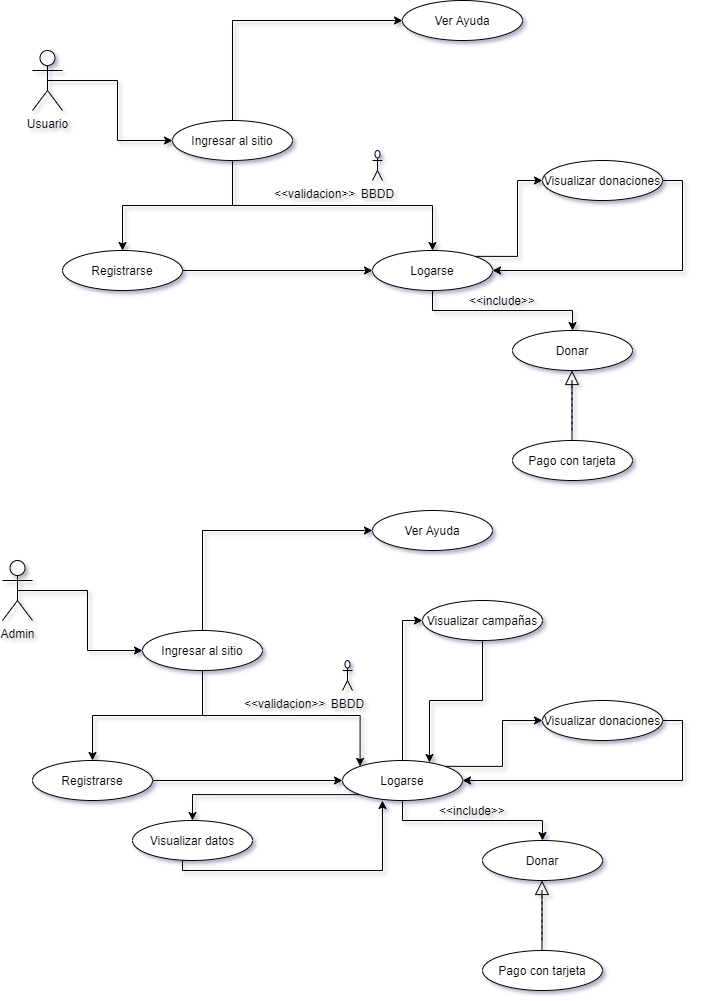 Ver Ayuda
Usuario
Ingresar al sitio
<<validacion>> BBDD
Visualizar donaciones
Registrarse
Logarse
<<include>>
Donar
Pago con tarjeta
Ver Ayuda
Admin
Visualizar campañas
Ingresar al sitio
<<validacion>> BBDD
Visualizar donaciones
Registrarse
Logarse
<<include>>
Visualizar datos
Donar
Pago con tarjeta